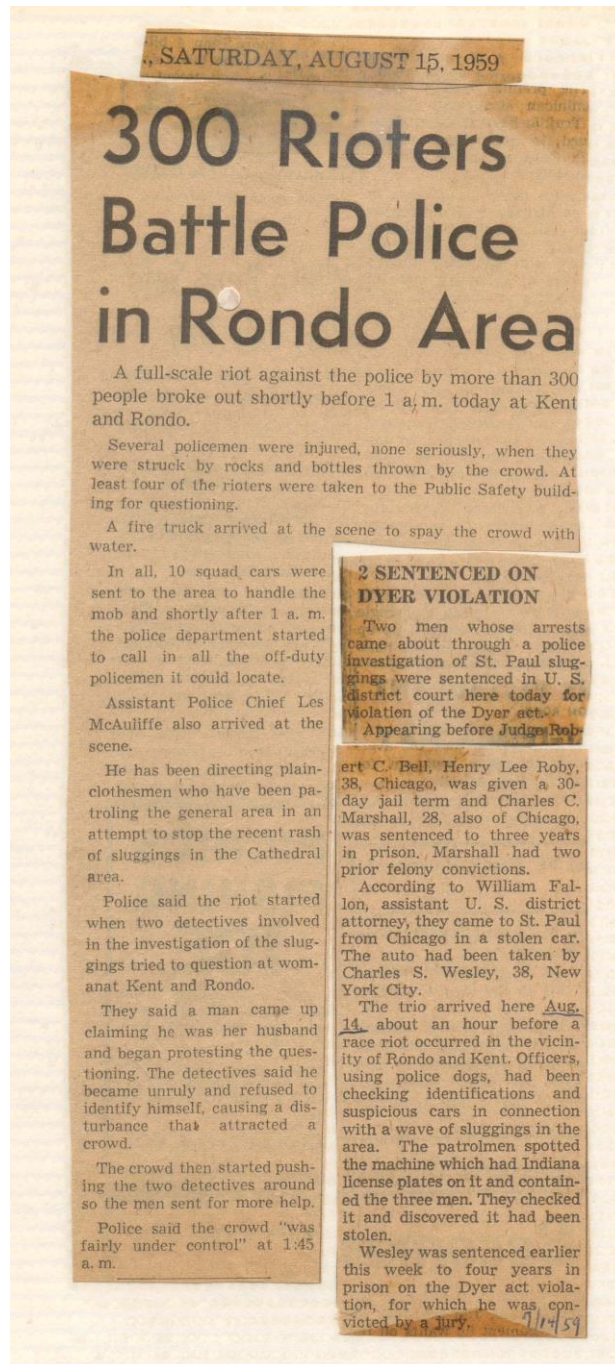 ., SATURDAY, AUGUST 15, 1959
300 Rioters
Battle Police
in Rondo Area
A full-scale riot against the police by more than 300
people broke out shortly before 1 a. m. today at Kent
and Rondo.
Several policemen were injured, none seriously, when they
were struck by rocks and bottles thrown by the crowd. At
least four of the rioters were taken to the Public Safety build-
ing for questioning.
A fire truck arrived at the scene to spay the crowd with
water.
In all, 10 squad cars were
sent to the area to handle the
mob and shortly after 1 a. m.
the police department started
to call in all the off-duty
policemen it could locate.
Assistant Police Chief Les
McAuliffe also arrived at the
scene.
He has been directing plain-
clothesmen who have been pa-
troling the general area in an
attempt to stop the recent rash
of sluggings in the Cathedral
area.
Police said the riot started
when two detectives involved
in the investigation of the slug-
gings tried to question at wom-
anat Kent and Rondo.
They said a man came up
claiming he was her husband
and began protesting the ques-
tioning. The detectives said he
became unruly and refused to
identify himself, causing a dis-
turbance that attracted a
crowd.
The crowd then started push-
ing the two detectives around
so the men sent for more help.
Police said the crowd "was
fairly under control" at 1:45
a. m.
2 SENTENCED ON
DYER VIOLATION
Two men whose arrests
came about through a police
investigation of St. Paul slug-
gings were sentenced in U. S.
district court here today for
violation of the Dyer act.
Appearing before Judge Rob-
ert C. Bell, Henry Lee Roby,
38, Chicago, was given a 30-
day jail term and Charles C.
Marshall, 28, also of Chicago,
was sentenced to three years
in prison. Marshall had two
prior felony convictions.
According to William Fal-
lon, assistant U. S. district
attorney, they came to St. Paul
from Chicago in a stolen car.
The auto had been taken by
Charles S. Wesley, 38, New
York City.
The trio arrived here Aug.
14 about an hour before a
race riot occurred in the vicin-
ity of Rondo and Kent. Officers,
using police dogs, had been
checking identifications and
suspicious cars in connection
with a wave of sluggings in the
area. The patrolmen spotted
the machine which had Indiana
license plates on it and contain-
ed the three men. They checked
it and discovered it had been
stolen.
Wesley was sentenced earlier
this week to four years in
prison on the Dyer act viola-
tion, for which he was con-
victed by a jury. /14/59